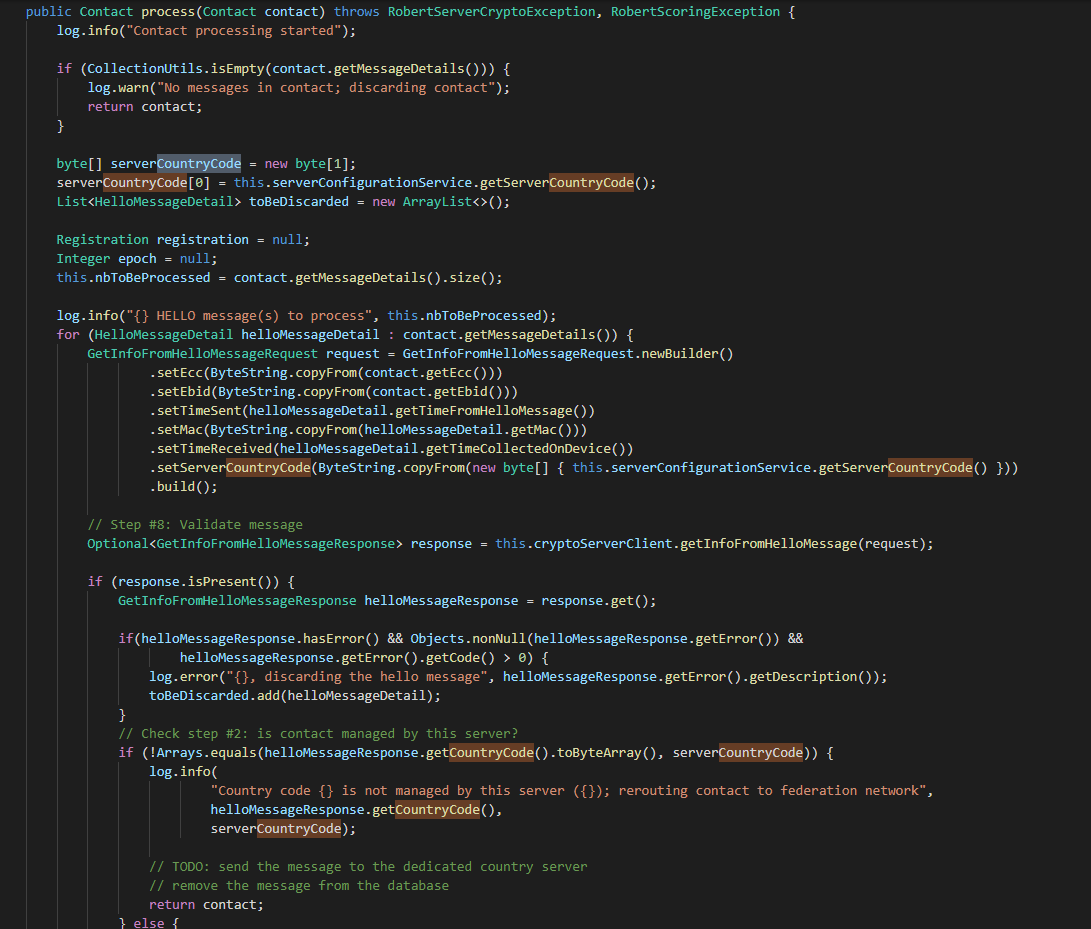 public Contact process(Contact contact) throws RobertServerCryptoException, RobertScoringException {
log.info("Contact processing started");
if (CollectionUtils.isEmpty(contact.getMessageDetails())) {
log.warn("No messages in contact; discarding contact");
return contact;
}
byte[] serverCountryCode = new byte[1];
serverCountryCode[0] = this.serverConfigurationService.getServerCountryCode();
List<HelloMessageDetail> toBeDiscarded = new ArrayList<>();
Registration registration = null;
Integer epoch = null;
this.nbToBeProcessed = contact.getMessageDetails().size();
log.info("{} HELLO message(s) to process", this.nbToBeProcessed);
for (HelloMessageDetail helloMessageDetail : contact.getMessageDetails()) {
GetInfoFromHelloMessageRequest request = GetInfoFromHelloMessageRequest.newBuilder()
.setEcc(ByteString.copyFrom(contact.getEcc()))
.setEbid(ByteString.copyFrom(contact.getEbid()))
.setTimeSent(helloMessageDetail.getTimeFromHelloMessage())
.setMac(ByteString.copyFrom(helloMessageDetail.getMac()))
.setTimeReceived(helloMessageDetail.getTimeCollectedOnDevice())
.setServerCountryCode(ByteString.copyFrom(new byte[] { this.serverConfigurationService.getServerCountryCode() }))
.build();
// Step #8: Validate message
Optional<GetInfoFromHelloMessageResponse> response = this.cryptoServerClient.getInfoFromHelloMessage(request);
if (response.isPresent()) {
GetInfoFromHelloMessageResponse helloMessageResponse = response.get();
if(helloMessageResponse.hasError() && Objects.nonNull(helloMessageResponse.getError()) &&
helloMessageResponse.getError().getCode() > 0) {
log.error("{}, discarding the hello message", helloMessageResponse.getError().getDescription());
toBeDiscarded.add(helloMessageDetail);
}
// Check step #2: is contact managed by this server?
if (!Arrays.equals(helloMessageResponse.getCountryCode().toByteArray(), serverCountryCode)) {
log.info(
"Country code {} is not managed by this server ({}); rerouting contact to federation network",
helloMessageResponse.getCountryCode(),
serverCountryCode);
// TODO: send the message to the dedicated country server
// remove the message from the database
return contact;
} else {